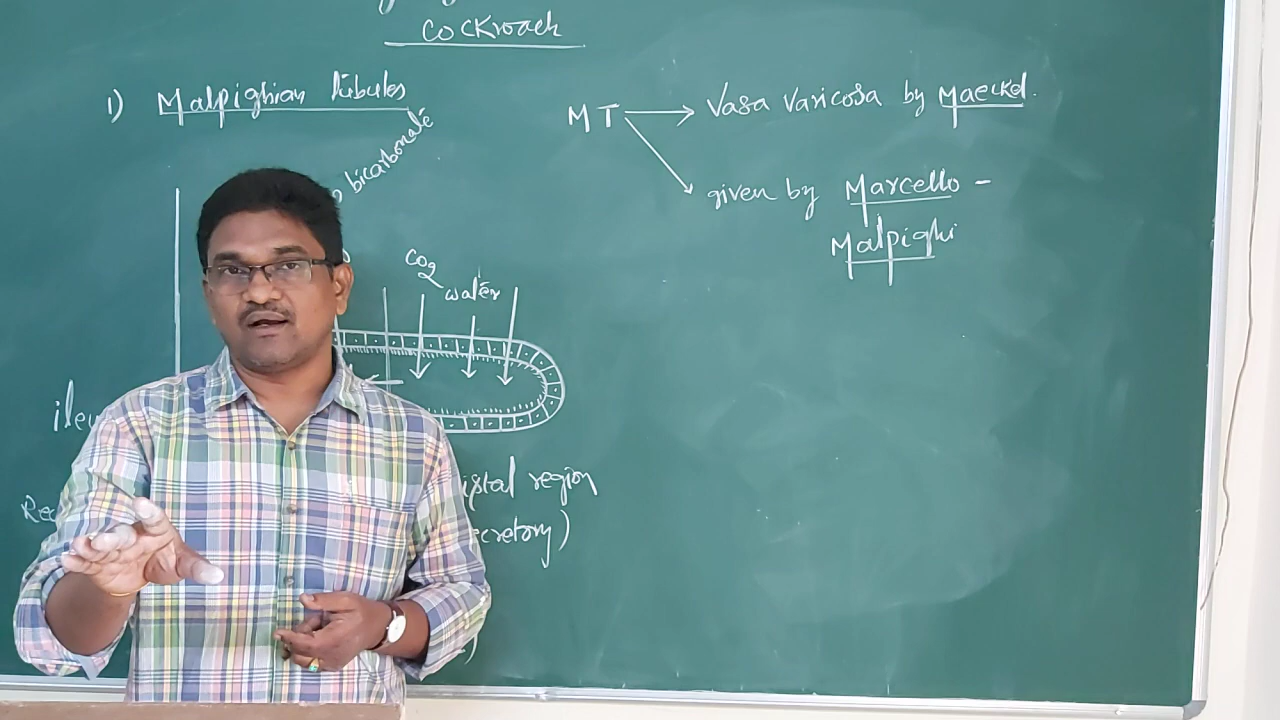 Cockroach
1) Malpighian tubules
bicarbonate
CO2
water
ileu
Rec
istal region
ecretory)
MT → Vasa Varicosa by Maeckel.
given by Marcello -
Malpighi